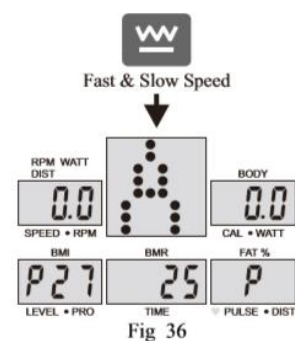 Fast & Slow Speed
RPM WATT
DIST
BODY
0.0
0.0
SPEED • RPM
CAL • WATT
BMI
BMR
FAT %
P27
25
P
LEVEL • PRO
TIME
♥ PULSE • DIST
Fig 36